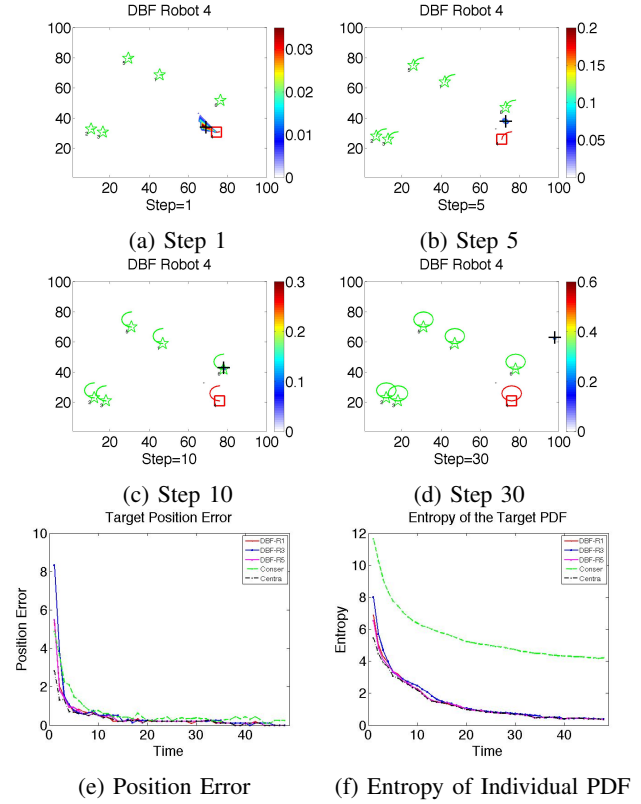 DBF Robot 4
100
80
60
40
20
20 40 60 80 100
Step=1
0.03
0.02
0.01
0
(a) Step 1
DBF Robot 4
100
80
60
40
20
20 40 60 80 100
Step=5
0.2
0.15
0.1
0.05
0
(b) Step 5
DBF Robot 4
100
80
60
40
20
20 40 60 80 100
Step=10
0.3
0.2
0.1
0
(c) Step 10
DBF Robot 4
100
80
60
40
20
20 40 60 80 100
Step=30
0.6
0.4
0.2
0
(d) Step 30
Target Position Error
Position Error
10
8
6
4
2
0
0 10 20 30 40
Time
DBF-R1
DBF-R3
DBF-R5
Conser
Centra
(e) Position Error
Entropy of the Target PDF
Entropy
12
10
8
6
4
2
0
0 10 20 30 40
Time
DBF-R1
DBF-R3
DBF-R5
Conser
Centra
(f) Entropy of Individual PDF